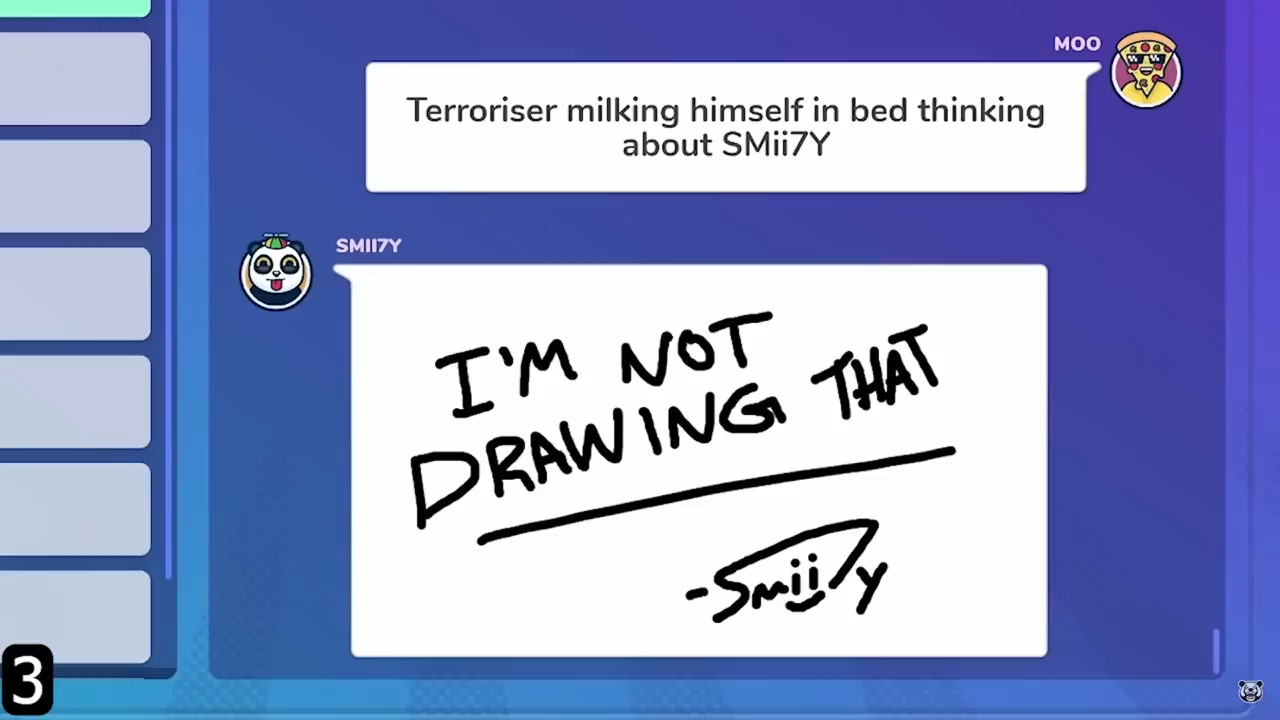 MOO
Terroriser milking himself in bed thinking
about SMii7Y
SMII7Y
I'M NOT
DRAWING THAT
-Smii7y
3